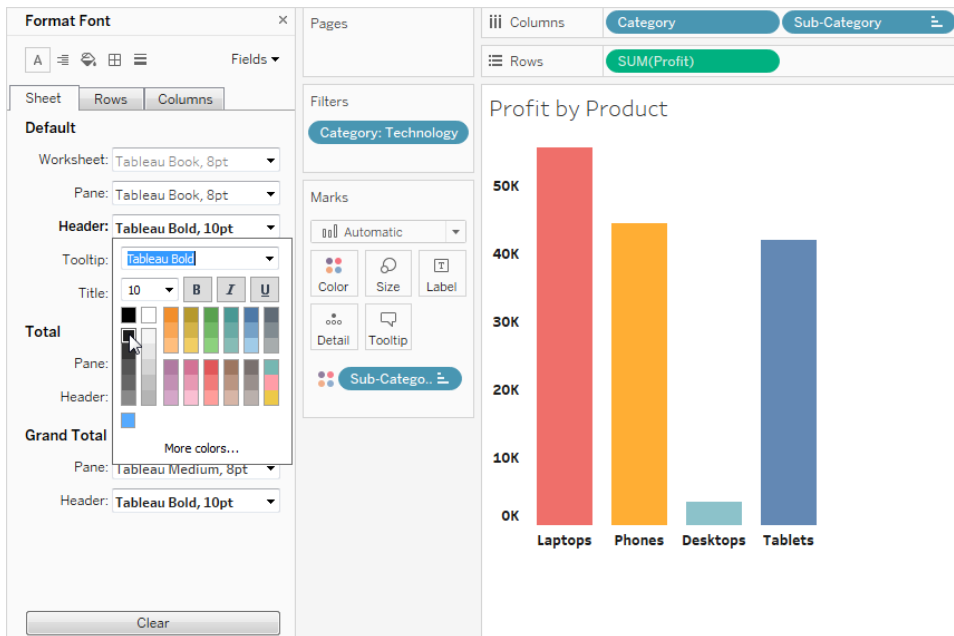 Format Font ×
A Fields
Sheet Rows Columns
Default
Worksheet: Tableau Book, 8pt
Pane: Tableau Book, 8pt
Header: Tableau Bold, 10pt
Tooltip: Tableau Bold
Title: 10 B I U
Total
Pane:
Header:
More colors...
Grand Total
Pane: Tableau Medium, 8pt
Header: Tableau Bold, 10pt
Clear
Pages
Filters
Category: Technology
Marks
Automatic
Color Size T Label
Detail Tooltip
Sub-Catego..
Columns Category Sub-Category
Rows SUM(Profit)
Profit by Product
50K
40K
30K
20K
10K
0K
Laptops Phones Desktops Tablets